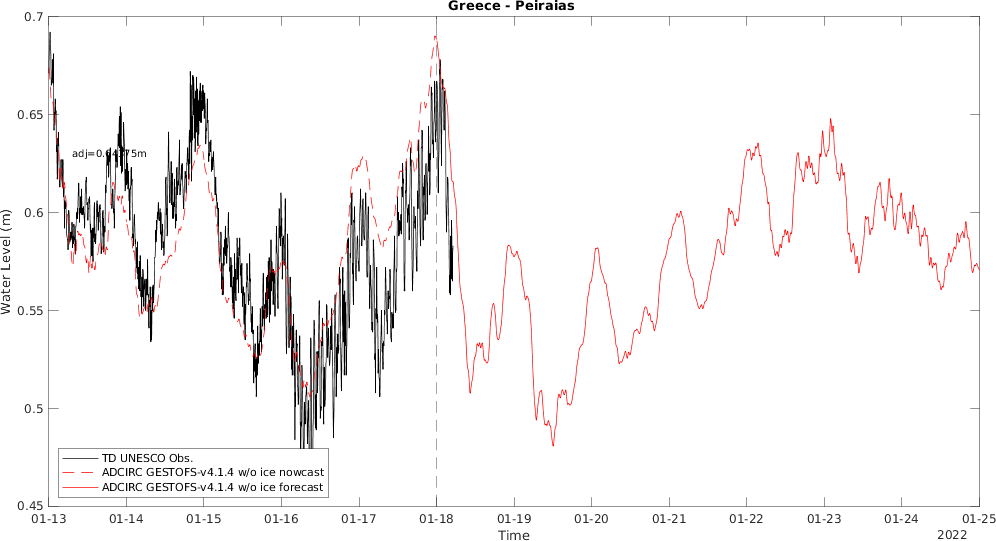 Greece - Peiraias
0.7
0.65
0.6
0.55
0.5
0.45
Water Level (m)
TD UNESCO Obs.
ADCIRC GESTOFS-v4.1.4 w/o ice nowcast
ADCIRC GESTOFS-v4.1.4 w/o ice forecast
01-13 01-14 01-15 01-16 01-17 01-18 01-19 01-20 01-21 01-22 01-23 01-24 01-25
Time
2022